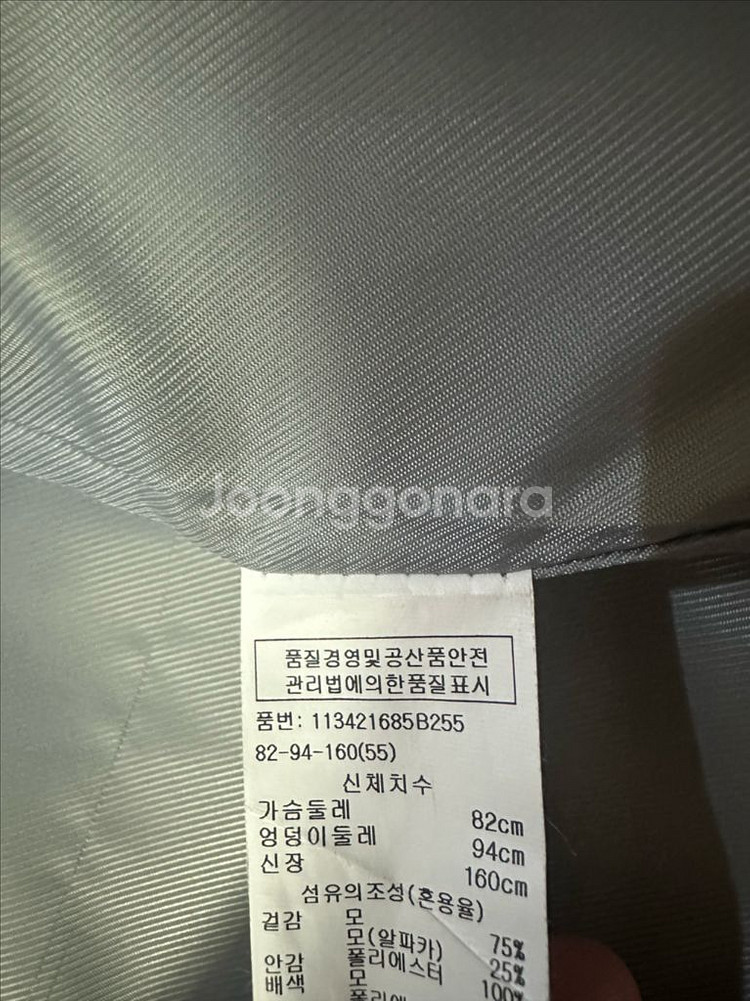 Joonggonara
품질경영및공산품안전
관리법에의한품질표시
품번: 113421685B255
82-94-160(55)
신체치수
가슴둘레 82cm
엉덩이둘레 94cm
신장 160cm
섬유의조성(혼용율)
겉감 모 75%
모(알파카) 25%
안감 폴리에스터 100%
배색 모